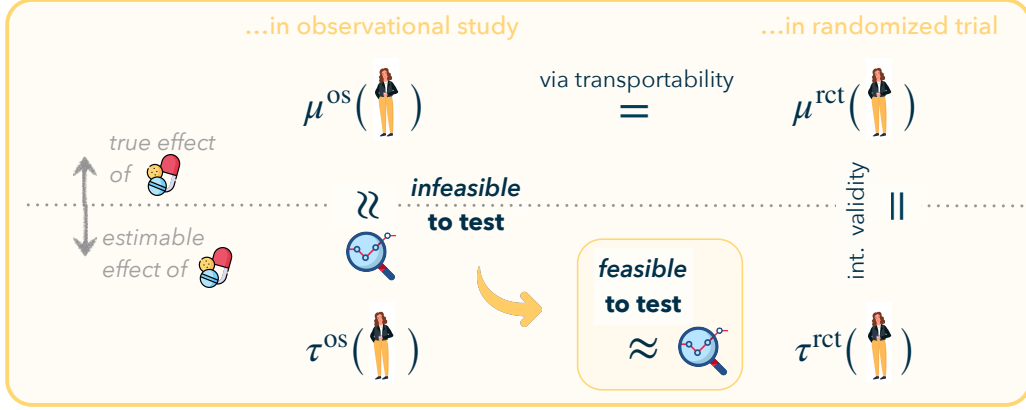 ...in observational study
...in randomized trial
μ^os( )
via transportability
=
μ^rct( )
true effect
of
estimable
effect of
≈
infeasible
to test
int. validity
=
feasible
to test
≈
τ^os( )
τ^rct( )